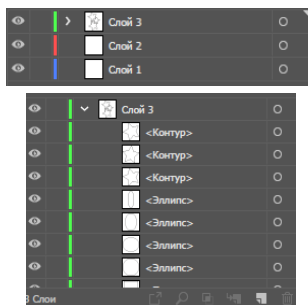 Слой 3
Слой 2
Слой 1
Слой 3
<Контур>
<Контур>
<Контур>
<Эллипс>
<Эллипс>
<Эллипс>
<Эллипс>
3 Слои